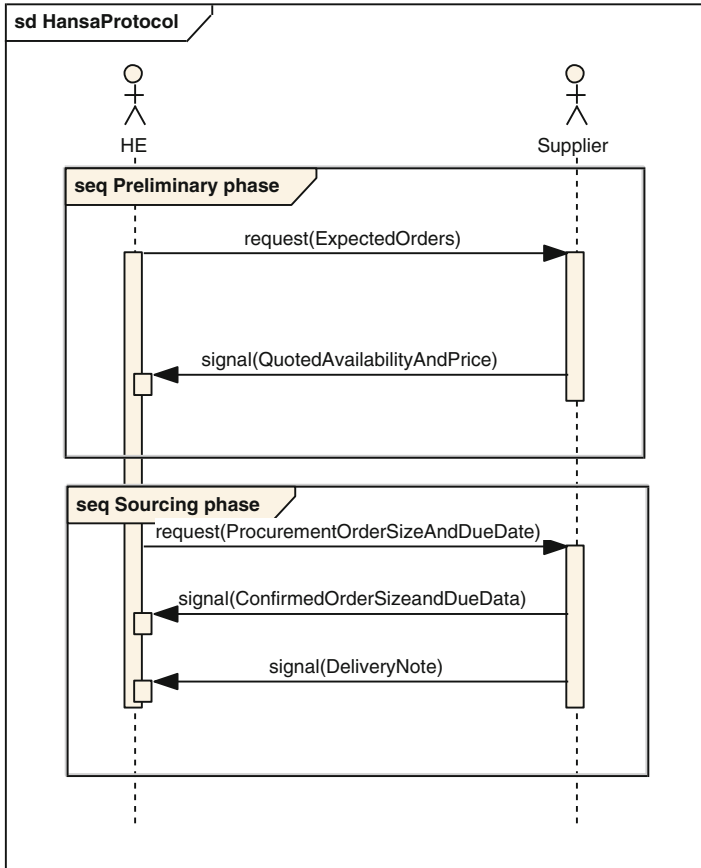 sd HansaProtocol
HE
Supplier
seq Preliminary phase
request(ExpectedOrders)
signal(QuotedAvailabilityAndPrice)
seq Sourcing phase
request(ProcurementOrderSizeAndDueDate)
signal(ConfirmedOrderSizeandDueData)
signal(DeliveryNote)